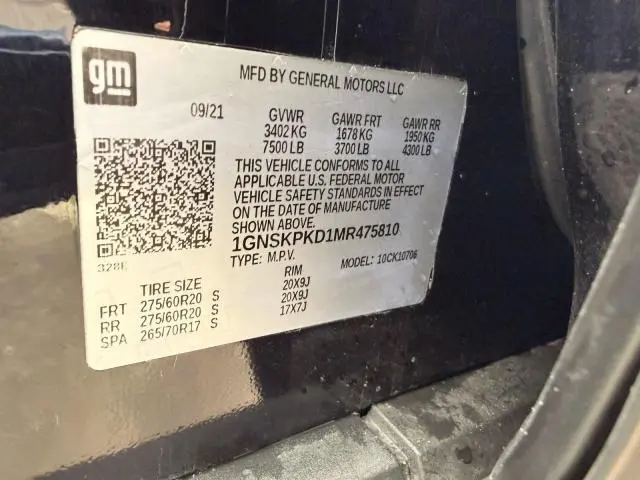 gm
MFD BY GENERAL MOTORS LLC
09/21 GVWR GAWR FRT GAWR RR
3402 KG 1678 KG 1950 KG
7500 LB 3700 LB 4300 LB
THIS VEHICLE CONFORMS TO ALL
APPLICABLE U.S. FEDERAL MOTOR
VEHICLE SAFETY STANDARDS IN EFFECT
ON THE DATE OF MANUFACTURE
SHOWN ABOVE.
1GNSKPKD1MR475810
TYPE: M.P.V. MODEL: 10CK10706
TIRE SIZE RIM
FRT 275/60R20 S 20X9J
RR 275/60R20 S 20X9J
SPA 265/70R17 S 17X7J